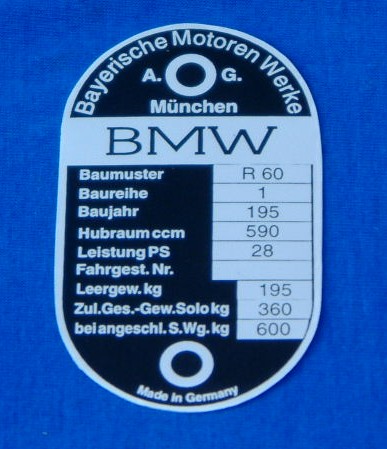 Bayerische Motoren Werke
A. G.
München
BMW
Baumuster R 60
Baureihe 1
Baujahr 195
Hubraum ccm 590
Leistung PS 28
Fahrgest. Nr.
Leergew. kg 195
Zul.Ges.-Gew.Solo kg 360
bei angeschl. S.Wg. kg 600
Made in Germany